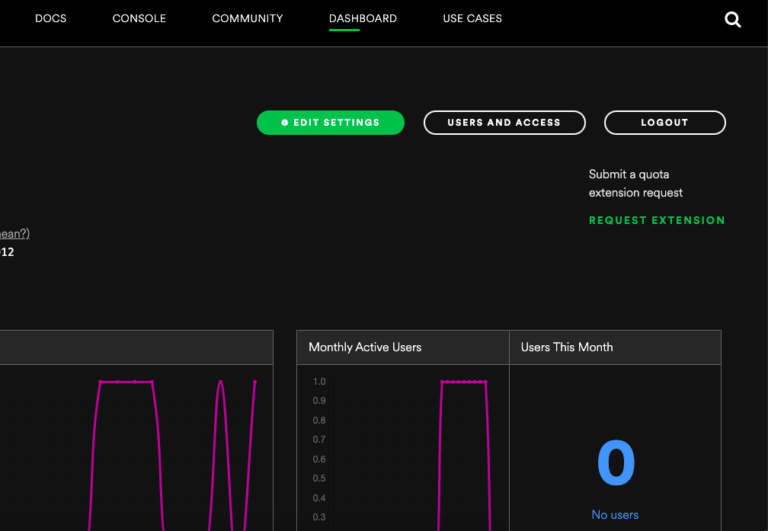 DOCS CONSOLE COMMUNITY DASHBOARD USE CASES
EDIT SETTINGS USERS AND ACCESS LOGOUT
Submit a quota
extension request
REQUEST EXTENSION
ean?)
12
Monthly Active Users
Users This Month
1.0
0.9
0.8
0.7
0.6
0.5
0.4
0.3
0
No users